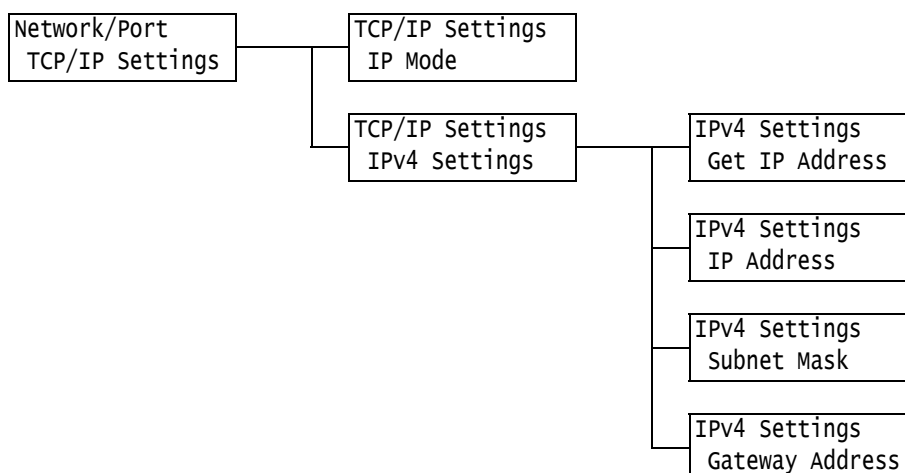 Network/Port
TCP/IP Settings
TCP/IP Settings
IP Mode
TCP/IP Settings
IPv4 Settings
IPv4 Settings
Get IP Address
IPv4 Settings
IP Address
IPv4 Settings
Subnet Mask
IPv4 Settings
Gateway Address